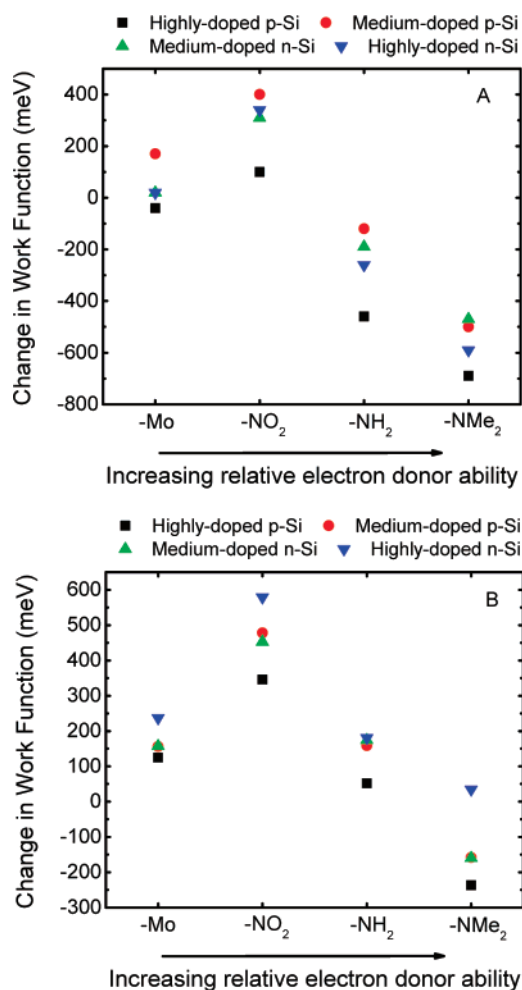 Highly-doped p-Si Medium-doped p-Si
Medium-doped n-Si Highly-doped n-Si
A
Change in Work Function (meV)
400
200
0
-200
-400
-600
-800
-Mo -NO₂ -NH₂ -NMe₂
Increasing relative electron donor ability
Highly-doped p-Si Medium-doped p-Si
Medium-doped n-Si Highly-doped n-Si
B
Change in Work Function (meV)
600
500
400
300
200
100
0
-100
-200
-300
-Mo -NO₂ -NH₂ -NMe₂
Increasing relative electron donor ability